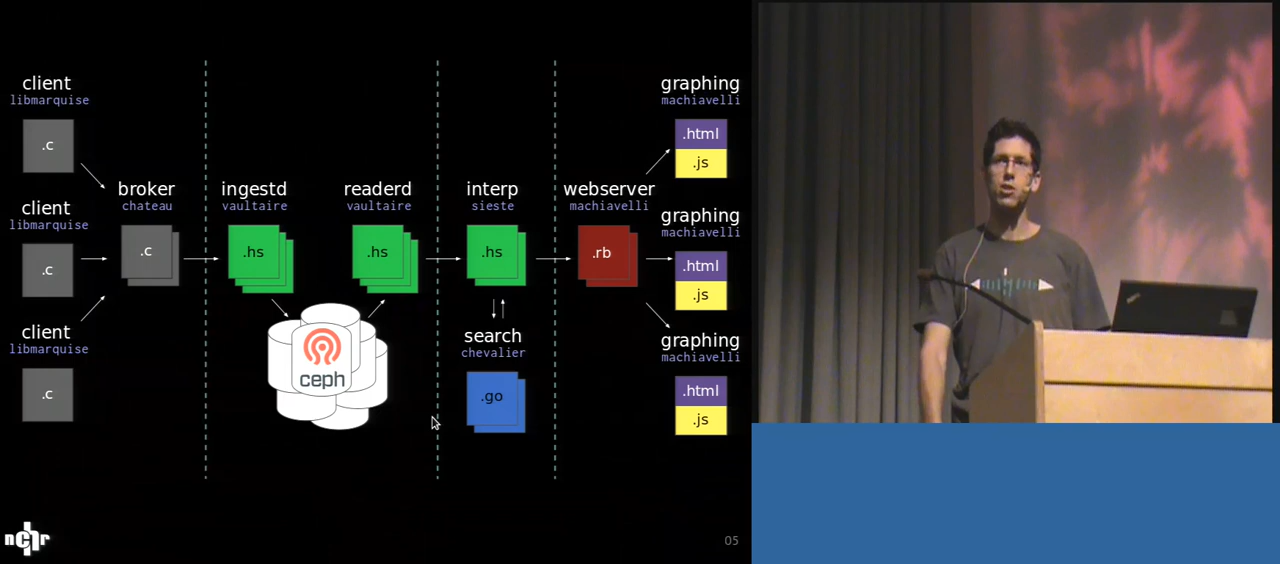 client
libmarquise
.c
client
libmarquise
.c
client
libmarquise
.c
broker
chateau
.c
ingestd
vaultaire
.hs
readerd
vaultaire
.hs
ceph
interp
sieste
.hs
search
chevalier
.go
webserver
machiavelli
.rb
graphing
machiavelli
.html
.js
graphing
machiavelli
.html
.js
graphing
machiavelli
.html
.js
05